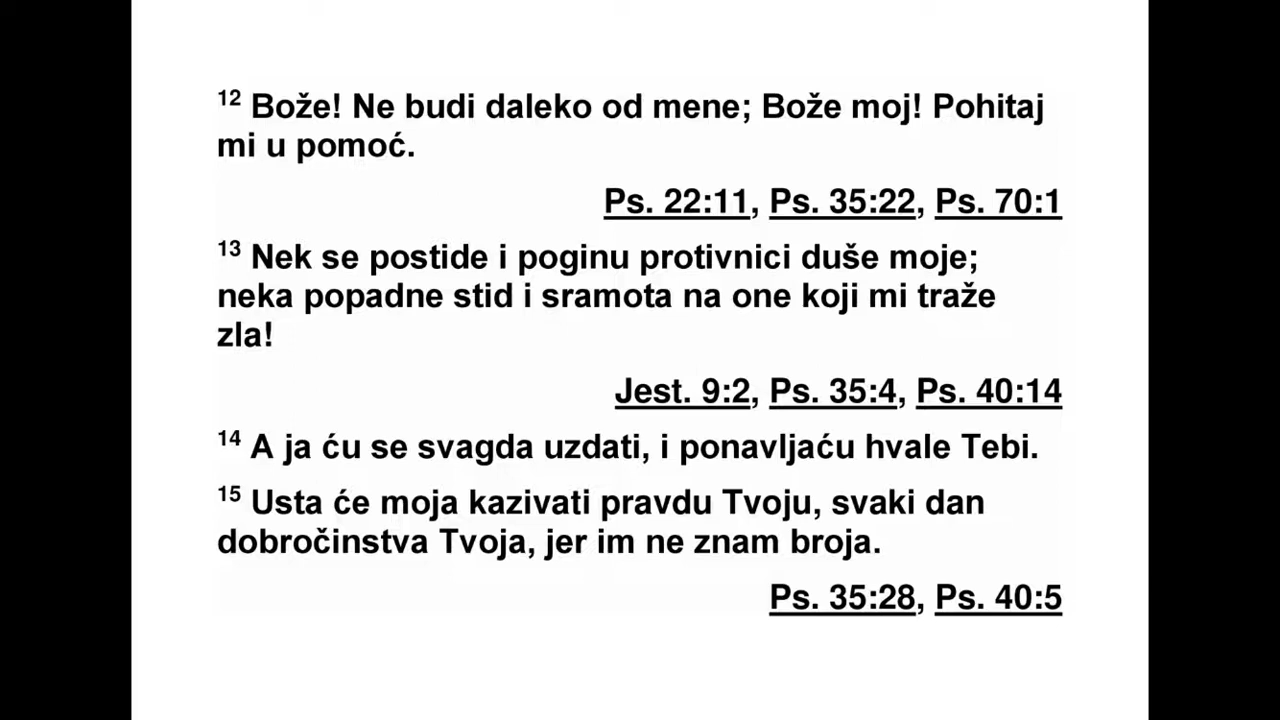 12 Bože! Ne budi daleko od mene; Bože moj! Pohitaj
mi u pomoć.
Ps. 22:11, Ps. 35:22, Ps. 70:1
13 Nek se postide i poginu protivnici duše moje;
neka popadne stid i sramota na one koji mi traže
zla!
Jest. 9:2, Ps. 35:4, Ps. 40:14
14 A ja ću se svagda uzdati, i ponavljaću hvale Tebi.
15 Usta će moja kazivati pravdu Tvoju, svaki dan
dobročinstva Tvoja, jer im ne znam broja.
Ps. 35:28, Ps. 40:5